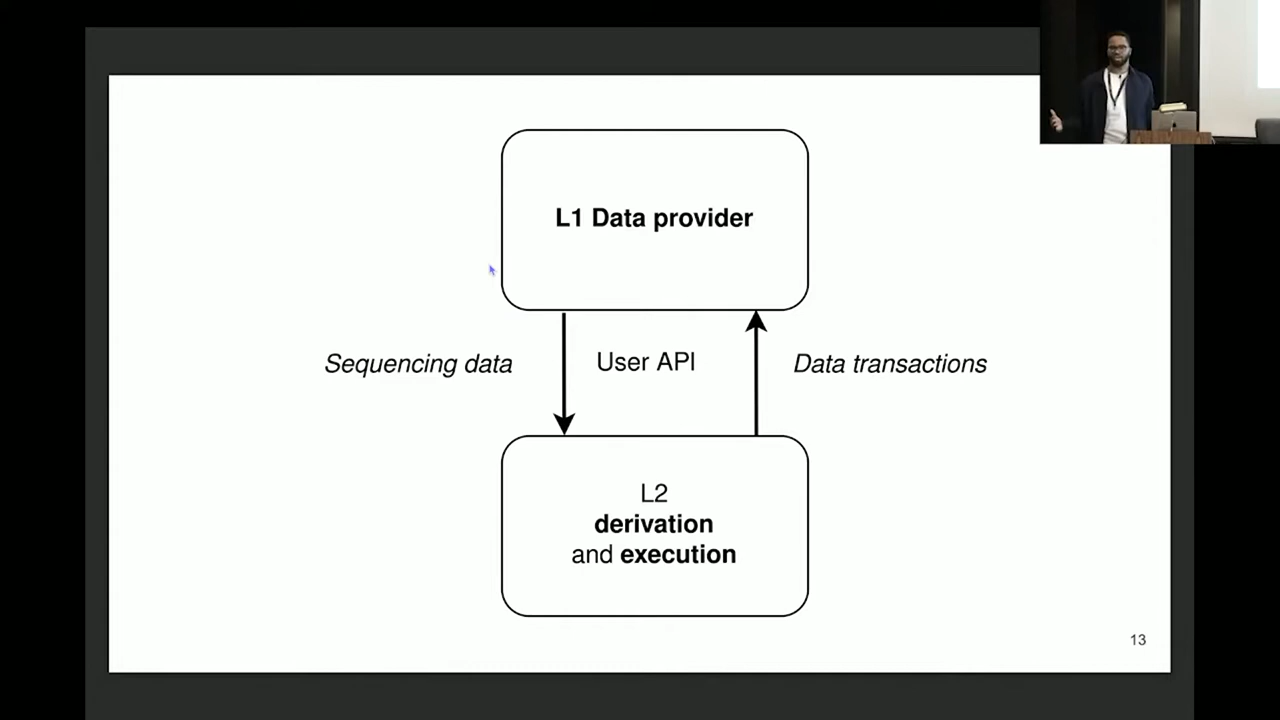 L1 Data provider
Sequencing data
User API
Data transactions
L2
derivation
and execution
13